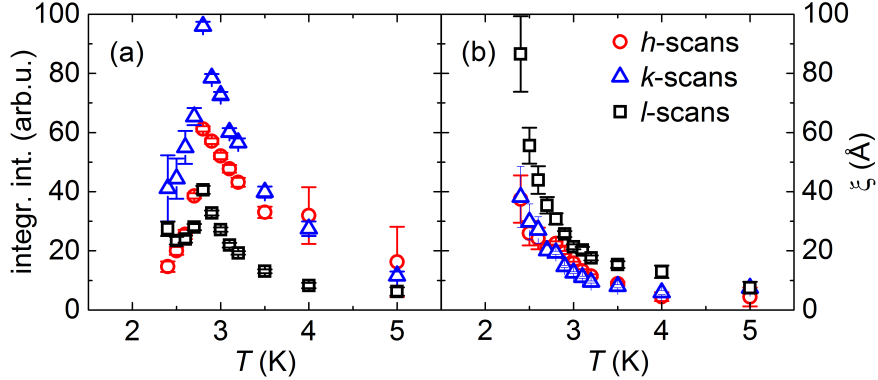 100
80
60
40
20
0
integr. int. (arb.u.)
(a)
2 3 4 5
T (K)
(b)
h-scans
k-scans
l-scans
2 3 4 5
T (K)
100
80
60
40
20
0
ξ (Å)